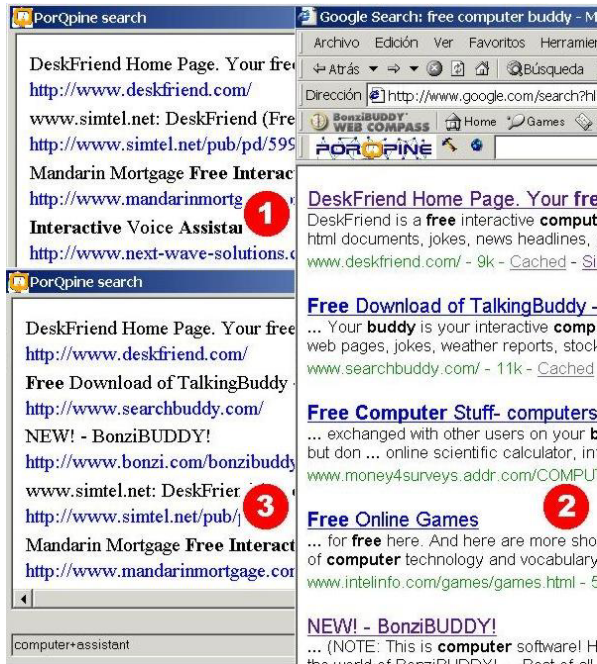 PorQpine search
DeskFriend Home Page. Your free
http://www.deskfriend.com/
www.simtel.net: DeskFriend (Fre
http://www.simtel.net/pub/pd/599
Mandarin Mortgage Free Interac
http://www.mandarinmortg
1
Interactive Voice Assista
http://www.next-wave-solutions.c
PorQpine search
DeskFriend Home Page. Your free
http://www.deskfriend.com/
Free Download of TalkingBuddy -
http://www.searchbuddy.com/
NEW! - BonziBUDDY!
http://www.bonzi.com/bonzibuddy
www.simtel.net: DeskFrien
http://www.simtel.net/pub/
3
Mandarin Mortgage Free Interact
http://www.mandarinmortgage.com
computer+assistant
Google Search: free computer buddy - M
Archivo Edición Ver Favoritos Herramien
Atrás Búsqueda
Dirección http://www.google.com/search?hl
BonziBUDDY WEB COMPASS Home Games
PORQPINE
DeskFriend Home Page. Your fre
DeskFriend is a free interactive comput
html documents, jokes, news headlines,
www.deskfriend.com/ - 9k - Cached - Si
Free Download of TalkingBuddy -
... Your buddy is your interactive comp
web pages, jokes, weather reports, stock
www.searchbuddy.com/ - 11k - Cached
Free Computer Stuff- computers
... exchanged with other users on your b
but don ... online scientific calculator, in
www.money4surveys.addr.com/COMPU
2
Free Online Games
... for free here. And here are more sho
of computer technology and vocabulary
www.intelinfo.com/games/games.html - 5
NEW! - BonziBUDDY!
... (NOTE: This is computer software! H